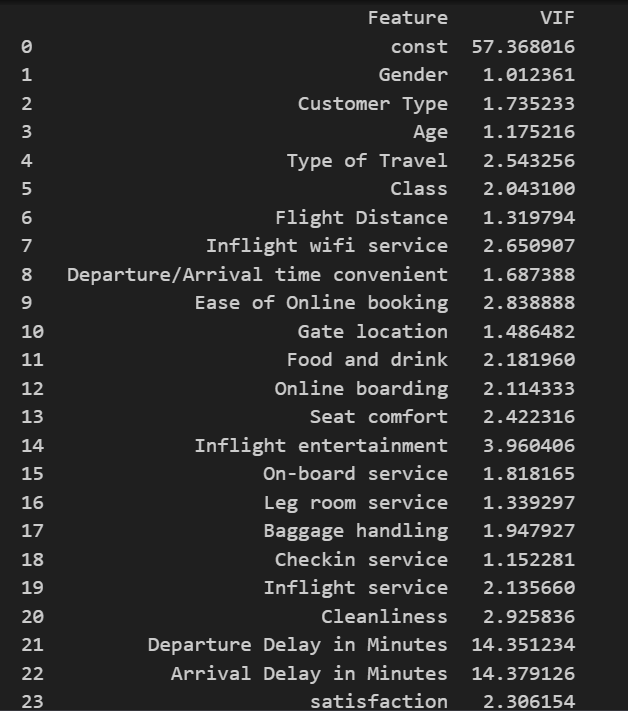 Feature VIF
0 const 57.368016
1 Gender 1.012361
2 Customer Type 1.735233
3 Age 1.175216
4 Type of Travel 2.543256
5 Class 2.043100
6 Flight Distance 1.319794
7 Inflight wifi service 2.650907
8 Departure/Arrival time convenient 1.687388
9 Ease of Online booking 2.838888
10 Gate location 1.486482
11 Food and drink 2.181960
12 Online boarding 2.114333
13 Seat comfort 2.422316
14 Inflight entertainment 3.960406
15 On-board service 1.818165
16 Leg room service 1.339297
17 Baggage handling 1.947927
18 Checkin service 1.152281
19 Inflight service 2.135660
20 Cleanliness 2.925836
21 Departure Delay in Minutes 14.351234
22 Arrival Delay in Minutes 14.379126
23 satisfaction 2.306154